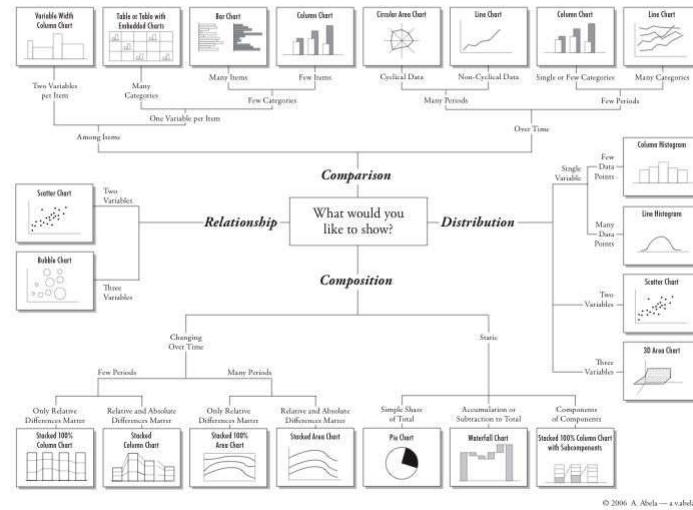 Variable Width
Column Chart
Table or Table with
Embedded Charts
Bar Chart
Column Chart
Circular Area Chart
Line Chart
Column Chart
Line Chart
Two Variables
per Item
Many
Categories
Many Items
Few Items
Cyclical Data
Non-Cyclical Data
Single or Few Categories
Many Categories
Few Categories
Many Periods
Few Periods
One Variable per Item
Among Items
Over Time
Comparison
What would you
like to show?
Relationship
Distribution
Composition
Scatter Chart
Two
Variables
Bubble Chart
Three
Variables
Single
Variable
Few
Data
Points
Column Histogram
Many
Data
Points
Line Histogram
Two
Variables
Scatter Chart
Three
Variables
3D Area Chart
Changing
Over Time
Static
Few Periods
Many Periods
Only Relative
Differences Matter
Relative and Absolute
Differences Matter
Only Relative
Differences Matter
Relative and Absolute
Differences Matter
Simple Share
of Total
Accumulation or
Subtraction to Total
Components
of Components
Stacked 100%
Column Chart
Stacked
Column Chart
Stacked 100%
Area Chart
Stacked Area Chart
Pie Chart
Waterfall Chart
Stacked 100% Column Chart
with Subcomponents
© 2006 A. Abela — a.v.abela